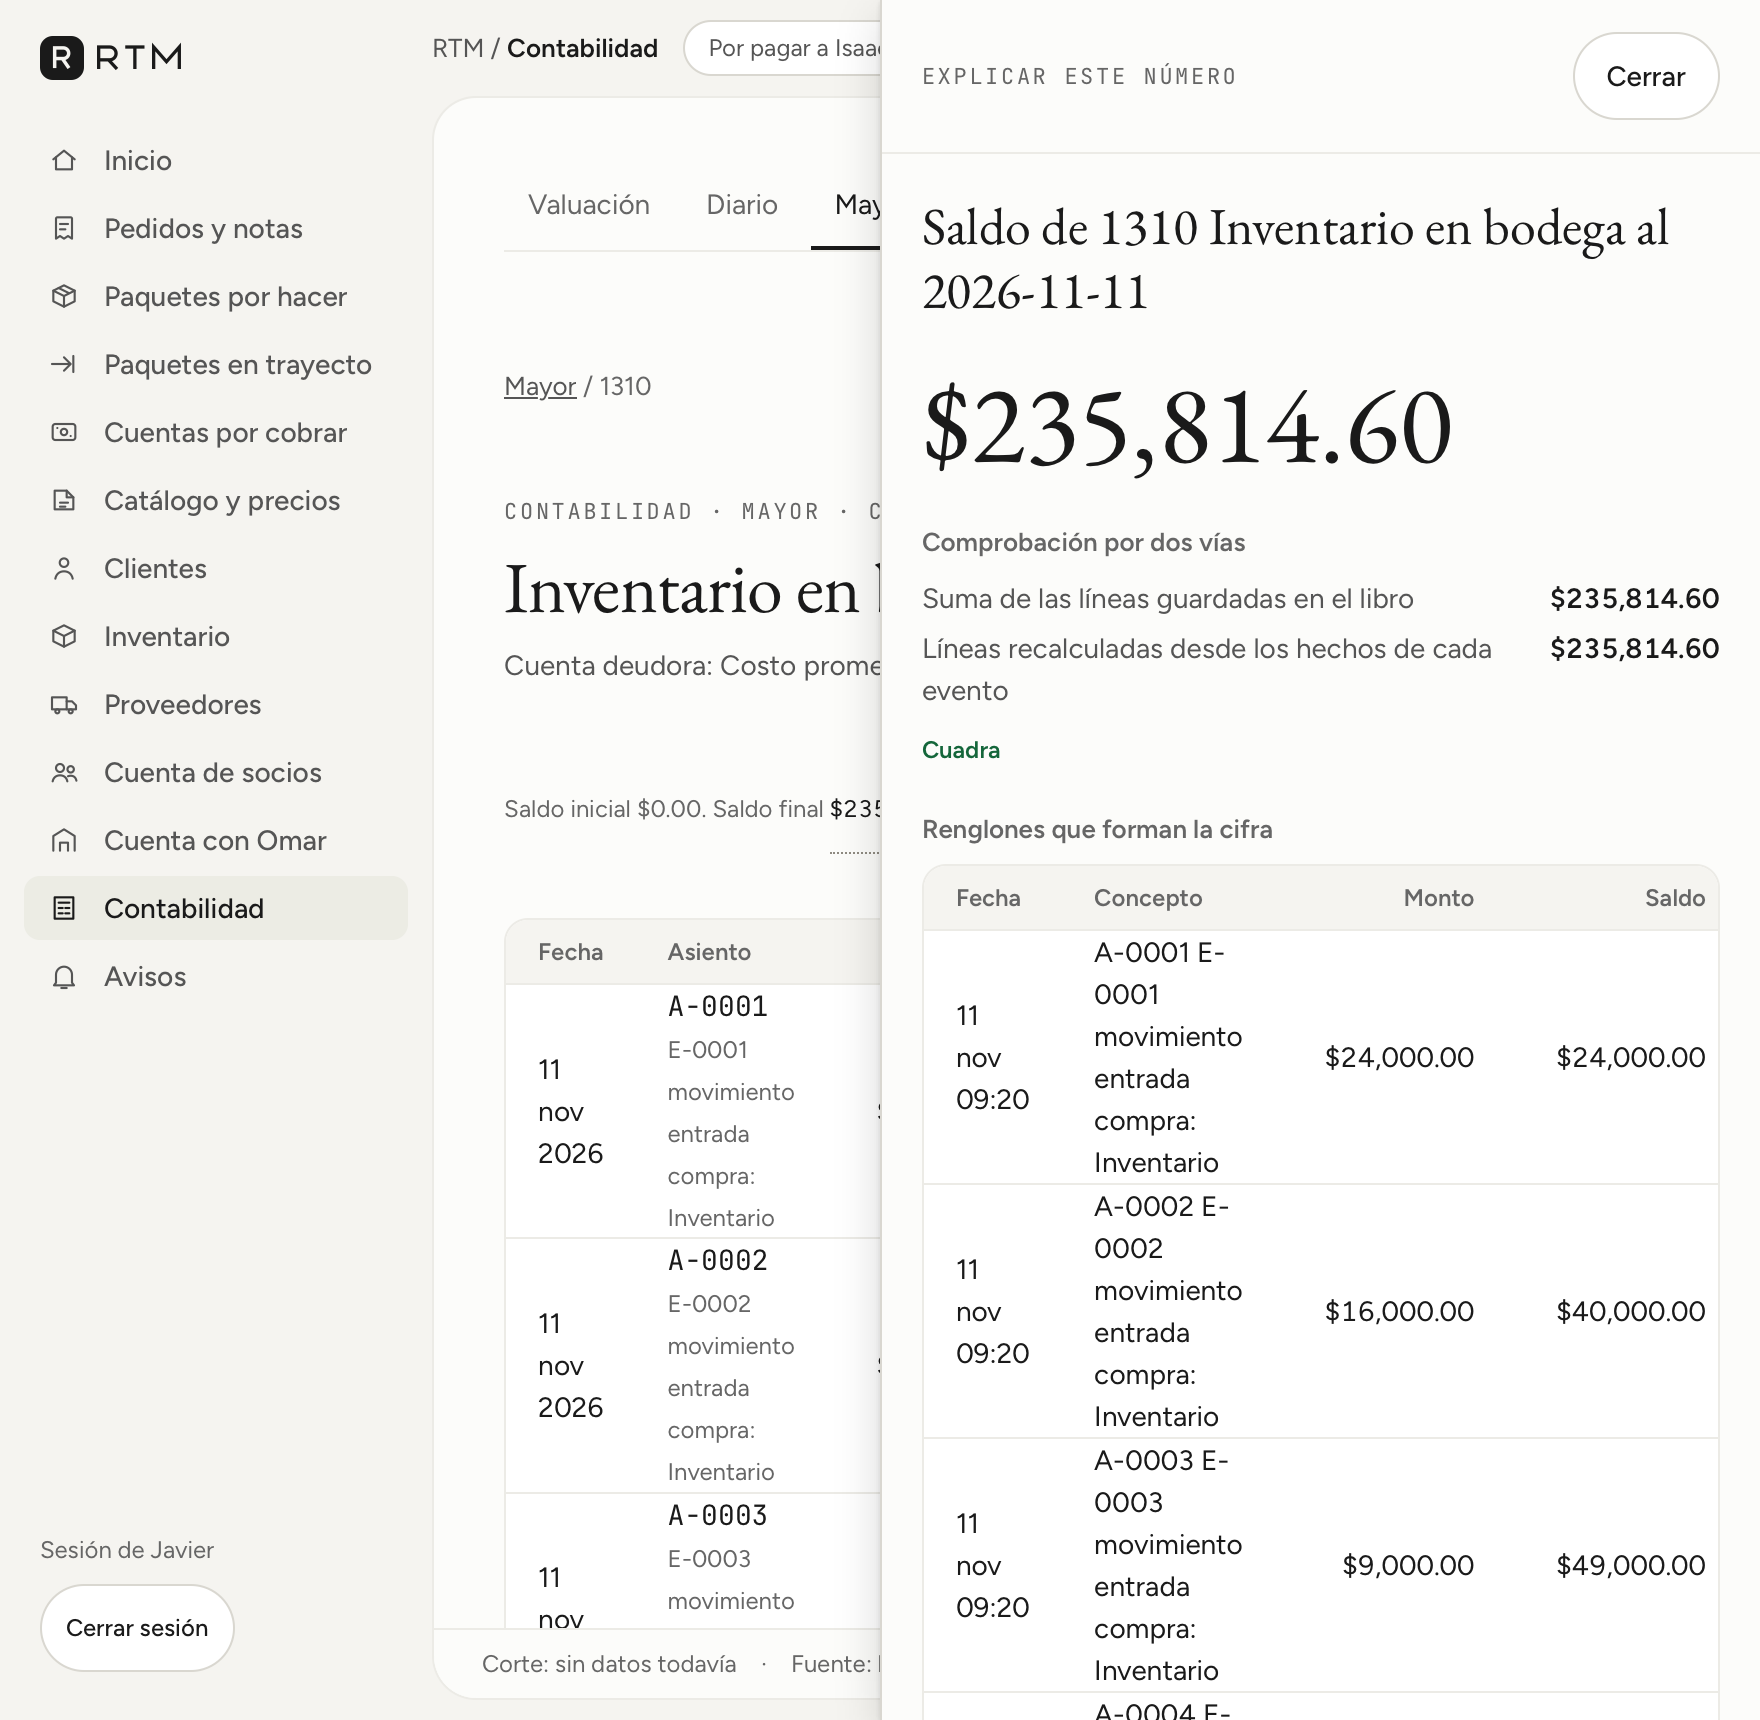 R RTM
Inicio
Pedidos y notas
Paquetes por hacer
Paquetes en trayecto
Cuentas por cobrar
Catálogo y precios
Clientes
Inventario
Proveedores
Cuenta de socios
Cuenta con Omar
Contabilidad
Avisos
Sesión de Javier
Cerrar sesión
RTM / Contabilidad
Por pagar a Isaac
Valuación Diario May
Mayor / 1310
CONTABILIDAD · MAYOR ·
Inventario en
Cuenta deudora: Costo prome
Saldo inicial $0.00. Saldo final $235
Fecha Asiento
11
nov
2026
A-0001
E-0001
movimiento
entrada
compra:
Inventario
11
nov
2026
A-0002
E-0002
movimiento
entrada
compra:
Inventario
11
nov
A-0003
E-0003
movimiento
Corte: sin datos todavía · Fuente:
EXPLICAR ESTE NÚMERO
Cerrar
Saldo de 1310 Inventario en bodega al
2026-11-11
$235,814.60
Comprobación por dos vías
Suma de las líneas guardadas en el libro $235,814.60
Líneas recalculadas desde los hechos de cada $235,814.60
evento
Cuadra
Renglones que forman la cifra
Fecha Concepto Monto Saldo
11
nov
09:20
A-0001 E-
0001
movimiento
entrada
compra:
Inventario
$24,000.00 $24,000.00
11
nov
09:20
A-0002 E-
0002
movimiento
entrada
compra:
Inventario
$16,000.00 $40,000.00
11
nov
09:20
A-0003 E-
0003
movimiento
entrada
compra:
Inventario
$9,000.00 $49,000.00
A-0004 E-